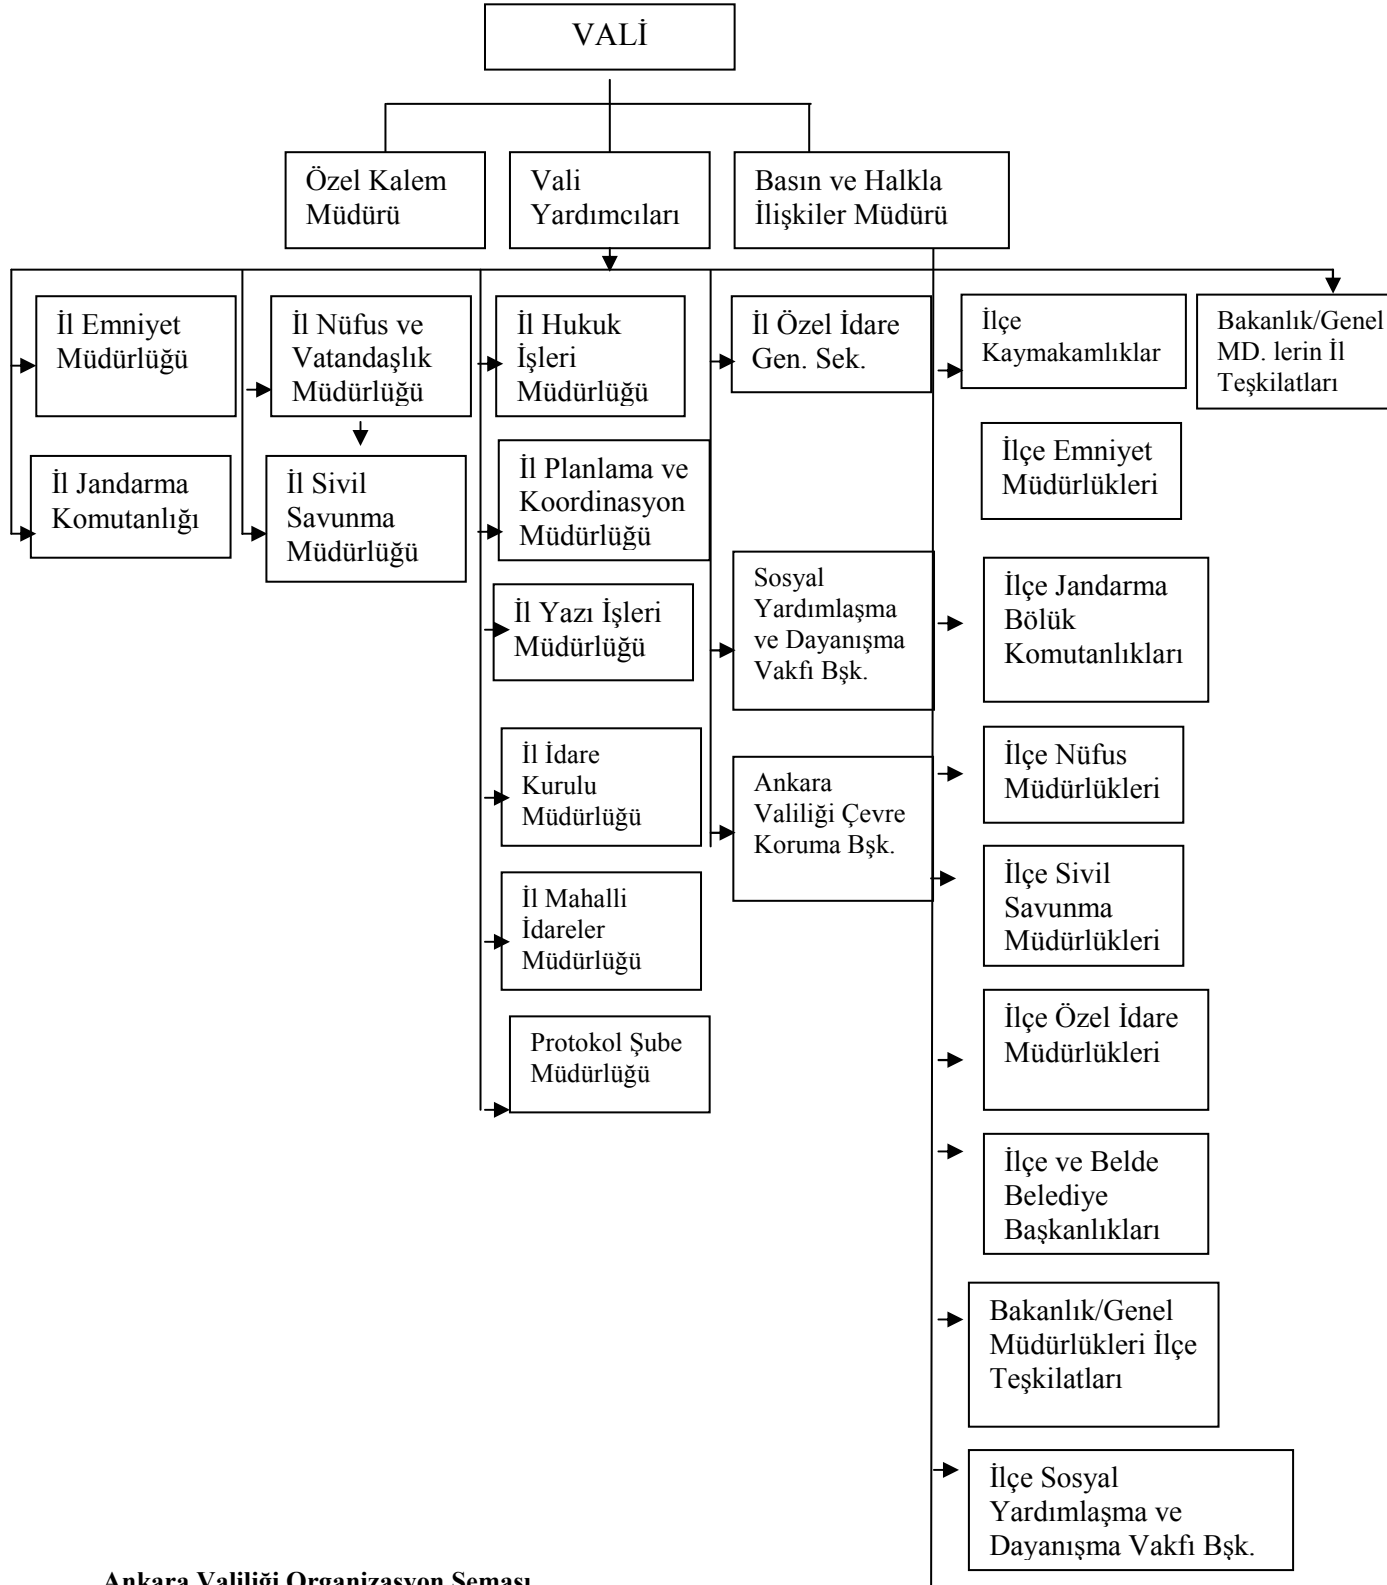 VALİ
Özel Kalem
Müdürü
Vali
Yardımcıları
Basın ve Halkla
İlişkiler Müdürü
İl Emniyet
Müdürlüğü
İl Nüfus ve
Vatandaşlık
Müdürlüğü
İl Hukuk
İşleri
Müdürlüğü
İl Özel İdare
Gen. Sek.
İlçe
Kaymakamlıklar
Bakanlık/Genel
MD. lerin İl
Teşkilatları
İl Jandarma
Komutanlığı
İl Sivil
Savunma
Müdürlüğü
İl Planlama ve
Koordinasyon
Müdürlüğü
İlçe Emniyet
Müdürlükleri
İl Yazı İşleri
Müdürlüğü
Sosyal
Yardımlaşma
ve Dayanışma
Vakfı Bşk.
İlçe Jandarma
Bölük
Komutanlıkları
İl İdare
Kurulu
Müdürlüğü
Ankara
Valiliği Çevre
Koruma Bşk.
İlçe Nüfus
Müdürlükleri
İl Mahalli
İdareler
Müdürlüğü
İlçe Sivil
Savunma
Müdürlükleri
Protokol Şube
Müdürlüğü
İlçe Özel İdare
Müdürlükleri
İlçe ve Belde
Belediye
Başkanlıkları
Bakanlık/Genel
Müdürlükleri İlçe
Teşkilatları
İlçe Sosyal
Yardımlaşma ve
Dayanışma Vakfı Bşk.
Ankara Valiliği Organizasyon Şeması